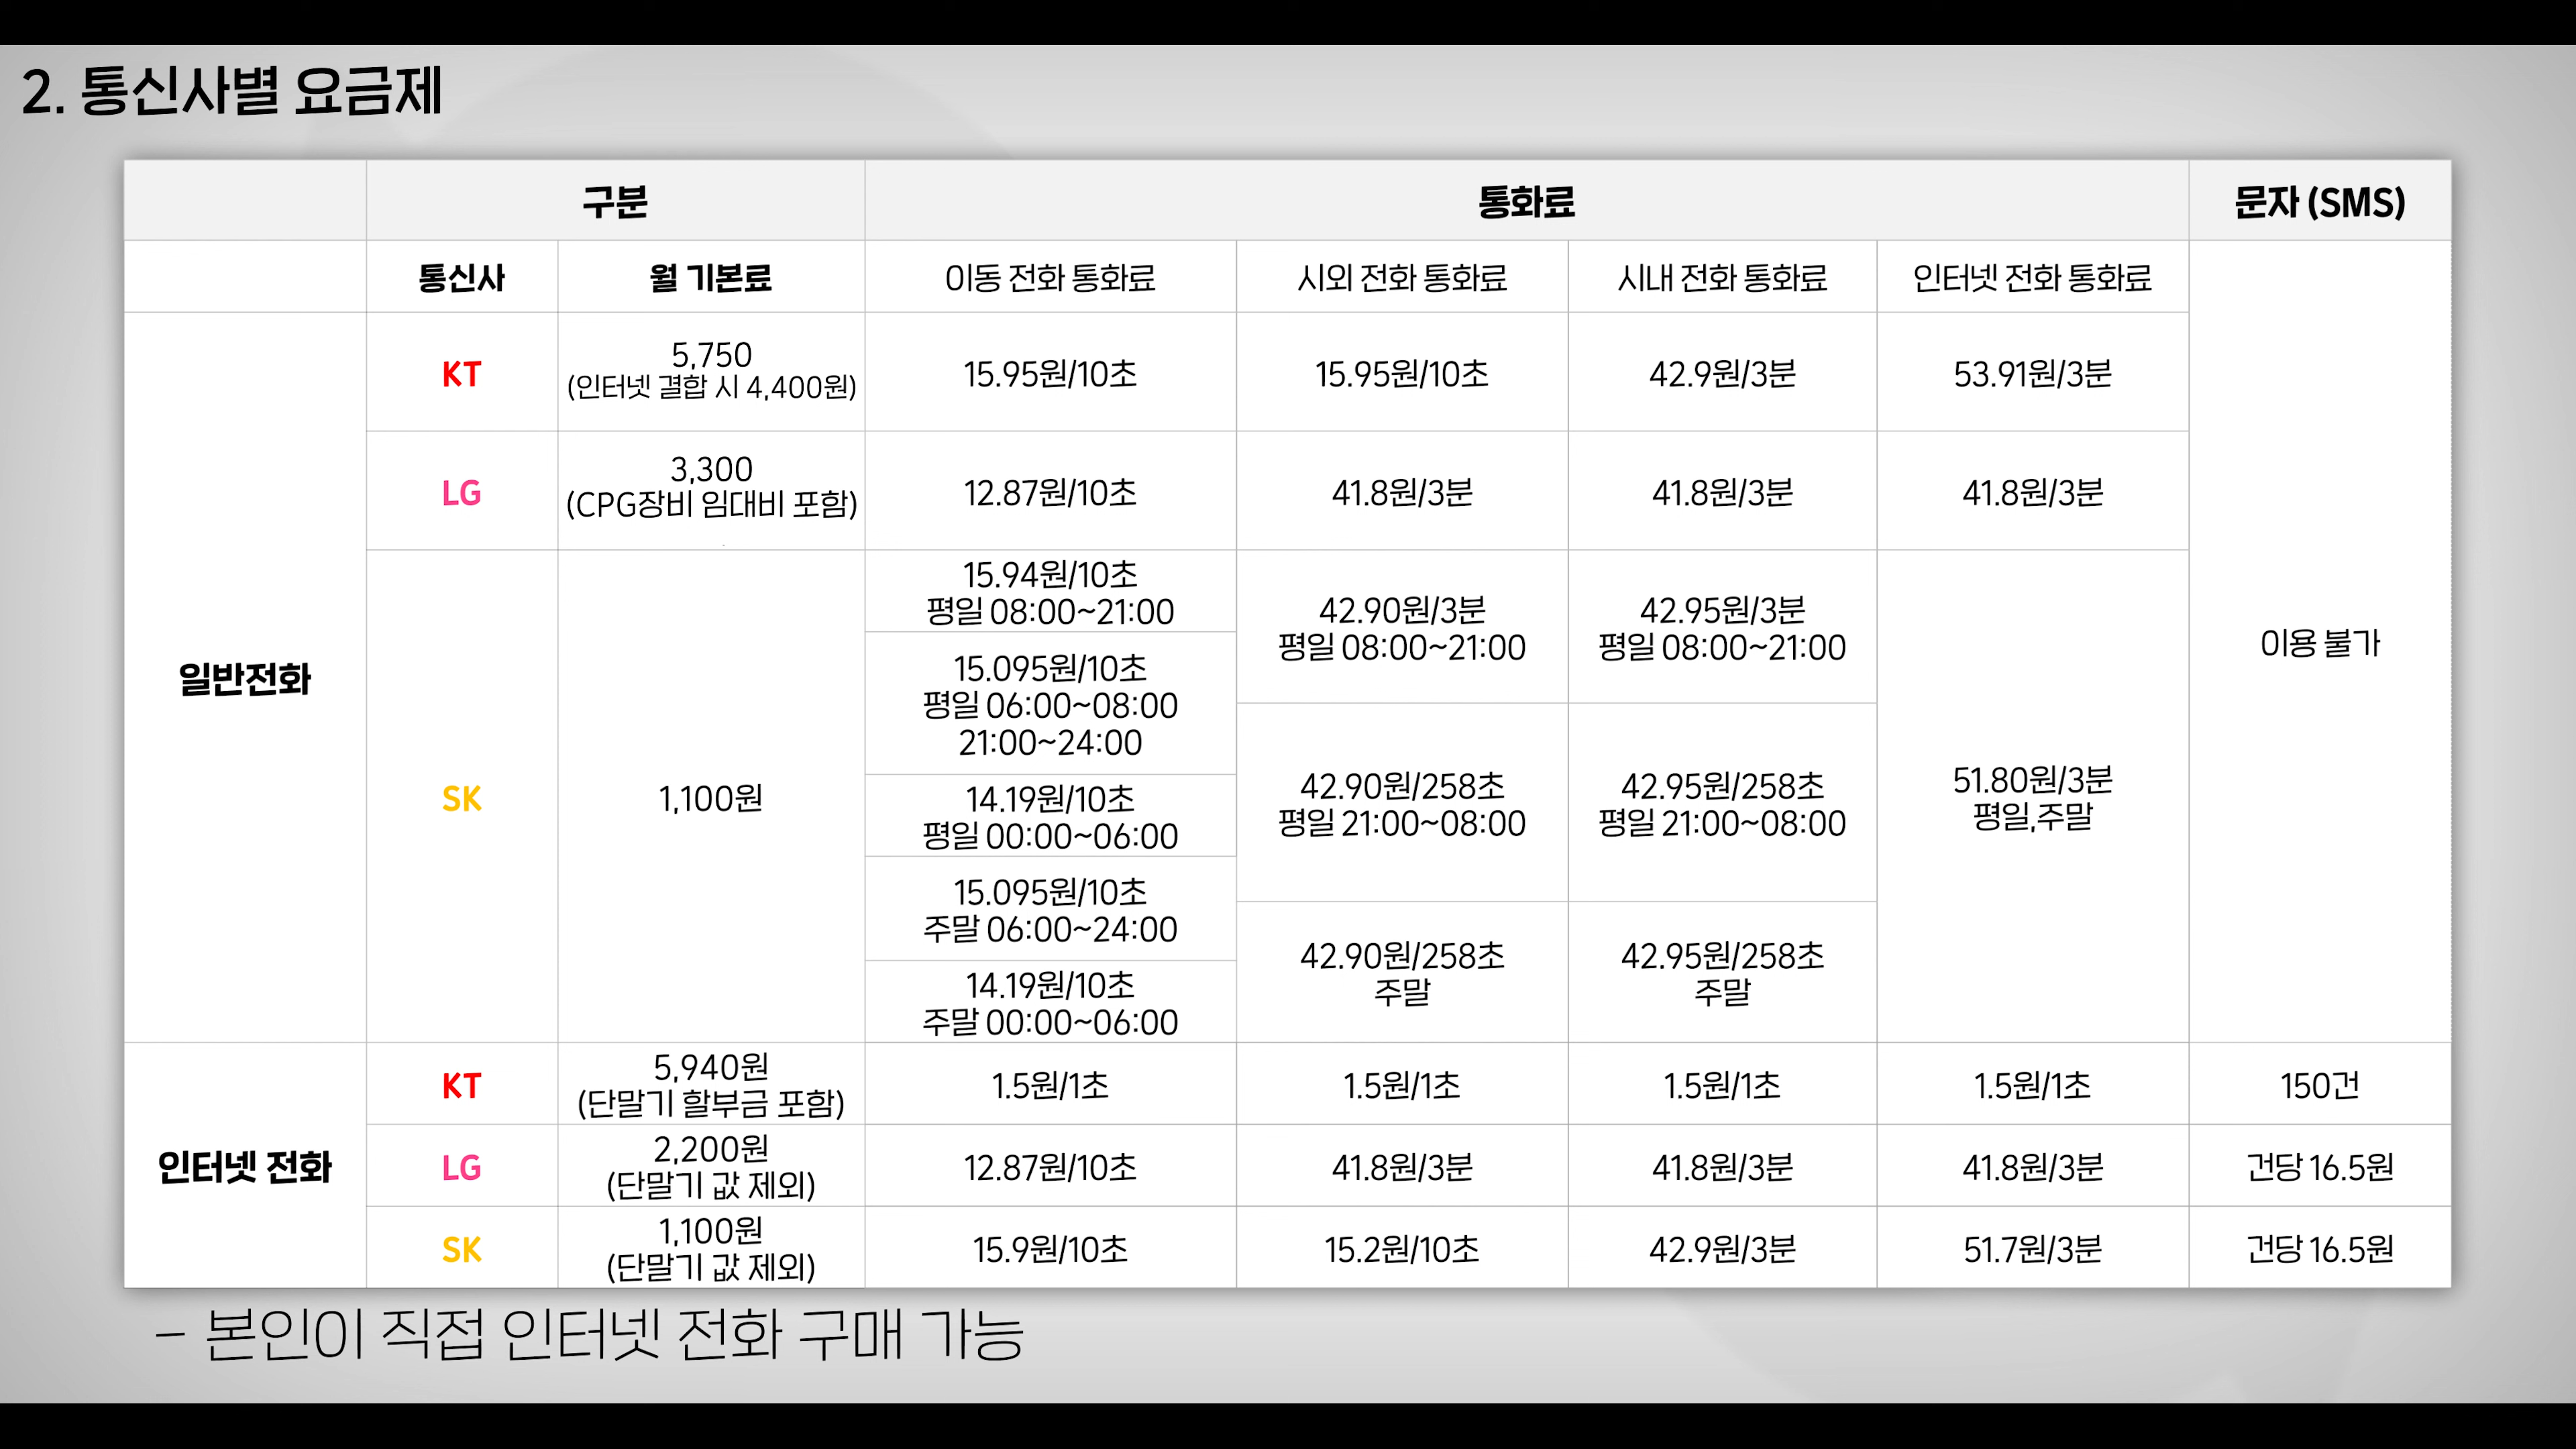 2. 통신사별 요금제
구분
통화료
문자 (SMS)
통신사
월 기본료
이동 전화 통화료
시외 전화 통화료
시내 전화 통화료
인터넷 전화 통화료
일반전화
KT
5,750
(인터넷 결합 시 4,400원)
15.95원/10초
15.95원/10초
42.9원/3분
53.91원/3분
이용 불가
LG
3,300
(CPG장비 임대비 포함)
12.87원/10초
41.8원/3분
41.8원/3분
41.8원/3분
SK
1,100원
15.94원/10초
평일 08:00~21:00
15.095원/10초
평일 06:00~08:00
21:00~24:00
14.19원/10초
평일 00:00~06:00
15.095원/10초
주말 06:00~24:00
14.19원/10초
주말 00:00~06:00
42.90원/3분
평일 08:00~21:00
42.90원/258초
평일 21:00~08:00
42.90원/258초
주말
42.95원/3분
평일 08:00~21:00
42.95원/258초
평일 21:00~08:00
42.95원/258초
주말
51.80원/3분
평일,주말
인터넷 전화
KT
5,940원
(단말기 할부금 포함)
1.5원/1초
1.5원/1초
1.5원/1초
1.5원/1초
150건
LG
2,200원
(단말기 값 제외)
12.87원/10초
41.8원/3분
41.8원/3분
41.8원/3분
건당 16.5원
SK
1,100원
(단말기 값 제외)
15.9원/10초
15.2원/10초
42.9원/3분
51.7원/3분
건당 16.5원
- 본인이 직접 인터넷 전화 구매 가능